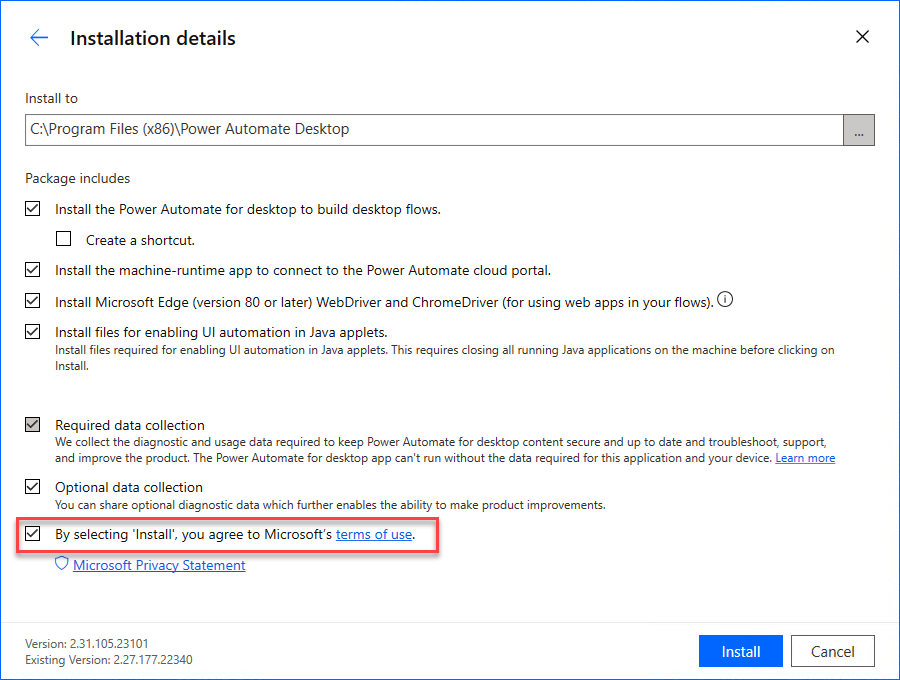 Installation details
Install to
C:\Program Files (x86)\Power Automate Desktop
...
Package includes
Install the Power Automate for desktop to build desktop flows.
Create a shortcut.
Install the machine-runtime app to connect to the Power Automate cloud portal.
Install Microsoft Edge (version 80 or later) WebDriver and ChromeDriver (for using web apps in your flows).
Install files for enabling UI automation in Java applets.
Install files required for enabling UI automation in Java applets. This requires closing all running Java applications on the machine before clicking on
Install.
Required data collection
We collect the diagnostic and usage data required to keep Power Automate for desktop content secure and up to date and troubleshoot, support,
and improve the product. The Power Automate for desktop app can't run without the data required for this application and your device. Learn more
Optional data collection
You can share optional diagnostic data which further enables the ability to make product improvements.
By selecting 'Install', you agree to Microsoft's terms of use.
Microsoft Privacy Statement
Version: 2.31.105.23101
Existing Version: 2.27.177.22340
Install
Cancel